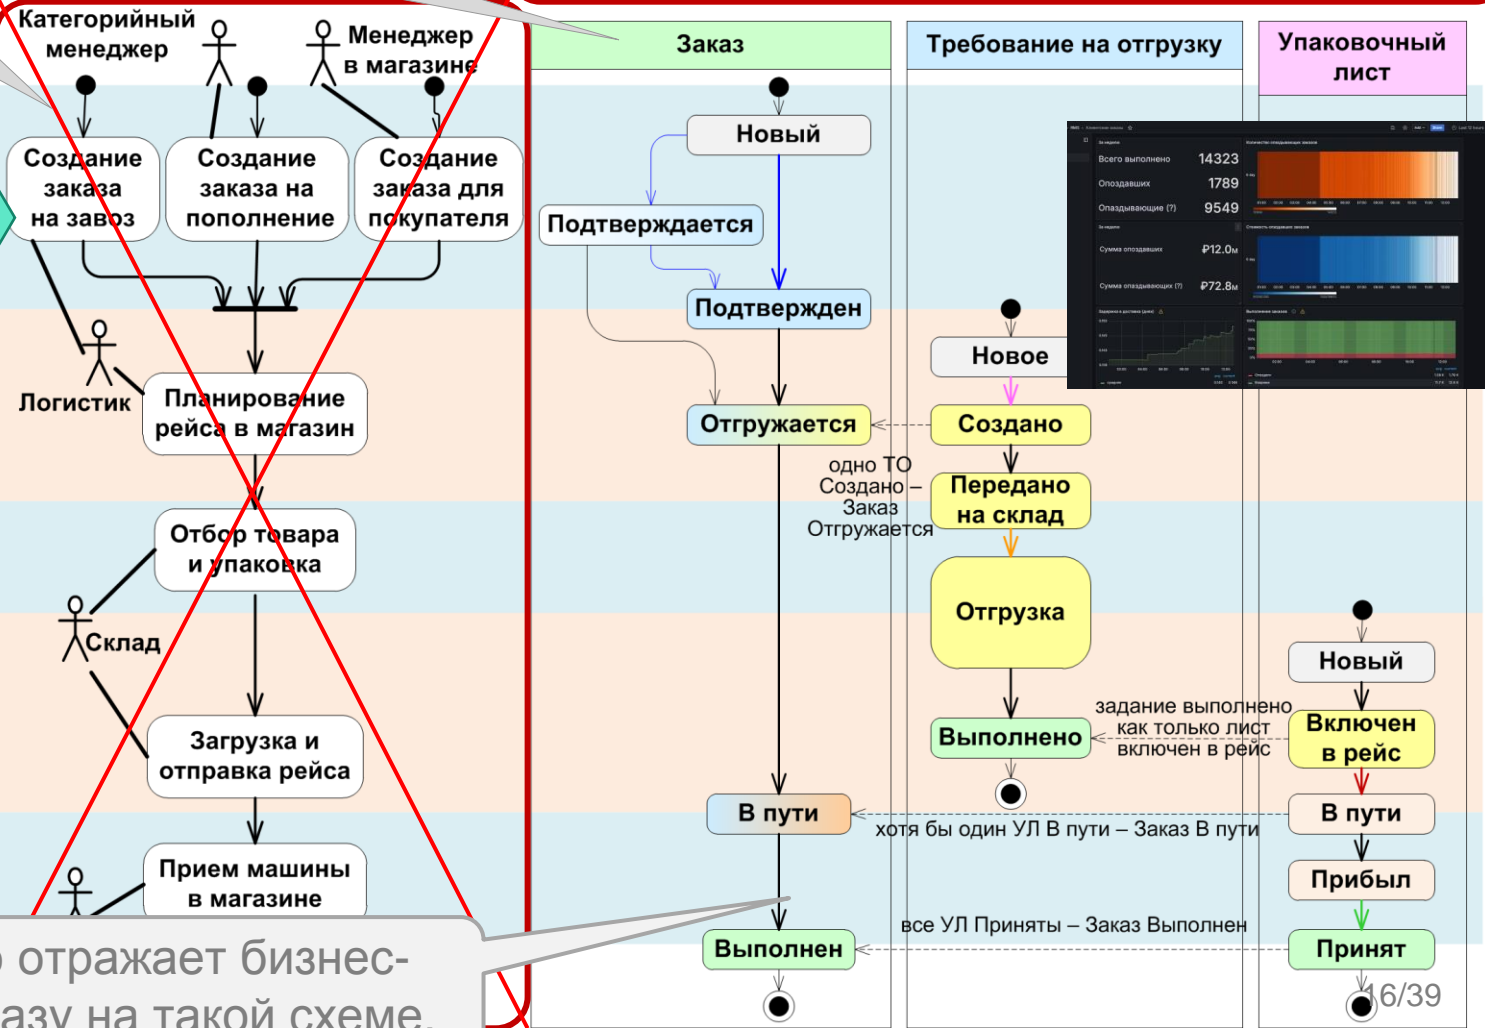 Категорийный
менеджер
Менеджер
в магазине
Создание
заказа
на завоз
Создание
заказа на
пополнение
Создание
заказа для
покупателя
Логистик
Планирование
рейса в магазин
Отбор товара
и упаковка
Склад
Загрузка и
отправка рейса
Прием машины
в магазине
о отражает бизнес-
азу на такой схеме.
Заказ
Новый
Подтверждается
Подтвержден
Отгружается
В пути
Выполнен
Требование на отгрузку
Новое
Создано
одно ТО
Создано –
Заказ
Отгружается
Передано
на склад
Отгрузка
Выполнено
задание выполнено
как только лист
включен в рейс
хотя бы один УЛ В пути – Заказ В пути
все УЛ Приняты – Заказ Выполнен
Упаковочный
лист
Новый
Включен
в рейс
В пути
Прибыл
Принят
Всего выполнено 14323
Опоздавших 1789
Опаздывающие (?) 9549
Сумма опоздавших ₽12.0м
Сумма опаздывающих (?) ₽72.8м
16/39